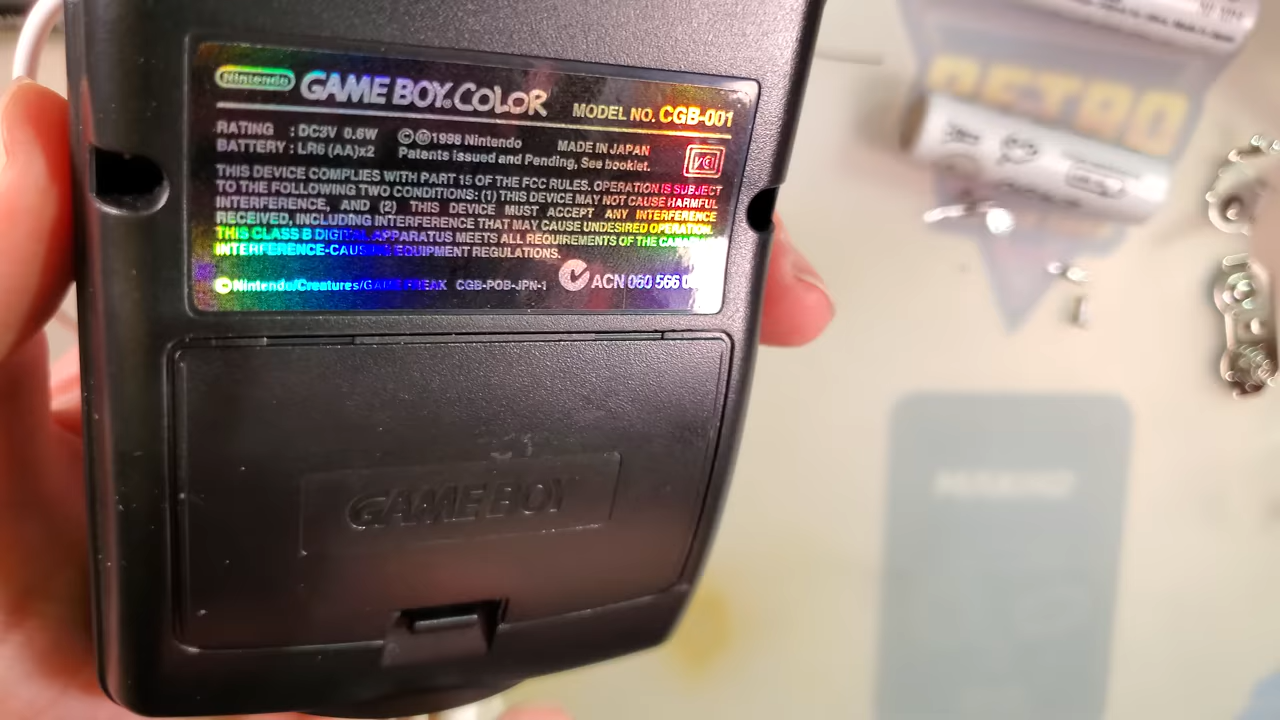 Nintendo GAME BOY COLOR MODEL NO. CGB-001
RATING : DC3V 0.6W © Ⓜ 1998 Nintendo MADE IN JAPAN
BATTERY : LR6 (AA)x2 Patents issued and Pending, See booklet. VCI
THIS DEVICE COMPLIES WITH PART 15 OF THE FCC RULES. OPERATION IS SUBJECT
TO THE FOLLOWING TWO CONDITIONS: (1) THIS DEVICE MAY NOT CAUSE HARMFUL
INTERFERENCE, AND (2) THIS DEVICE MUST ACCEPT ANY INTERFERENCE
RECEIVED, INCLUDING INTERFERENCE THAT MAY CAUSE UNDESIRED OPERATION.
THIS CLASS B DIGITAL APPARATUS MEETS ALL REQUIREMENTS OF THE
INTERFERENCE-CAUSING EQUIPMENT REGULATIONS.
©Nintendo/Creatures/GAME FREAK CGB-POB-JPN-1 ACN 060 566
GAME BOY
RETRO